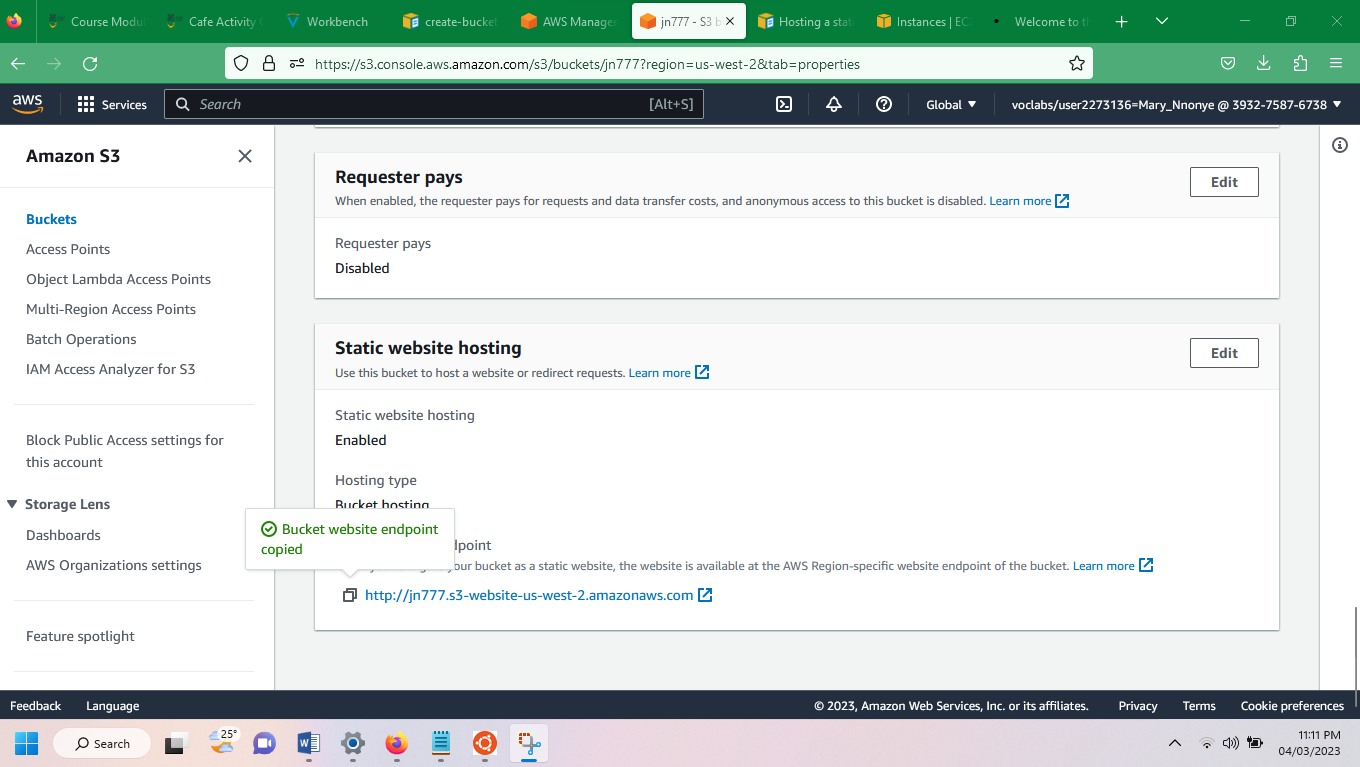 Course Modu
Cafe Activity
Workbench
create-bucket
AWS Manage
jn777 - S3 b
Hosting a stat
Instances | EC
Welcome to th
https://s3.console.aws.amazon.com/s3/buckets/jn777?region=us-west-2&tab=properties
aws
Services
Search
[Alt+S]
Global
voclabs/user2273136=Mary_Nnonye @ 3932-7587-6738
Amazon S3
Buckets
Access Points
Object Lambda Access Points
Multi-Region Access Points
Batch Operations
IAM Access Analyzer for S3
Block Public Access settings for
this account
Storage Lens
Dashboards
AWS Organizations settings
Feature spotlight
Requester pays
When enabled, the requester pays for requests and data transfer costs, and anonymous access to this bucket is disabled. Learn more
Edit
Requester pays
Disabled
Static website hosting
Use this bucket to host a website or redirect requests. Learn more
Edit
Static website hosting
Enabled
Hosting type
Bucket hosting
Bucket website endpoint
copied
dpoint
your bucket as a static website, the website is available at the AWS Region-specific website endpoint of the bucket. Learn more
http://jn777.s3-website-us-west-2.amazonaws.com
Feedback
Language
© 2023, Amazon Web Services, Inc. or its affiliates.
Privacy
Terms
Cookie preferences
Search
25°
11:11 PM
04/03/2023